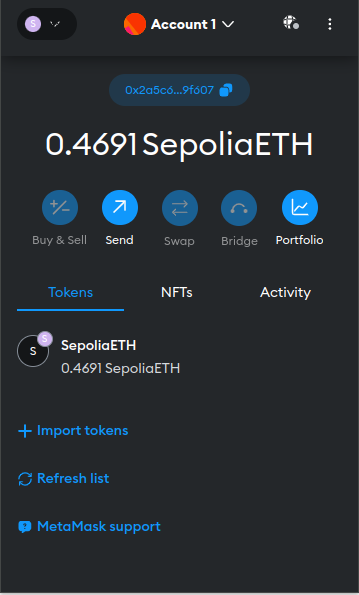 S
Account 1
0x2a5c6...9f607
0.4691 SepoliaETH
Buy & Sell
Send
Swap
Bridge
Portfolio
Tokens
NFTs
Activity
S
S
SepoliaETH
0.4691 SepoliaETH
Import tokens
Refresh list
MetaMask support